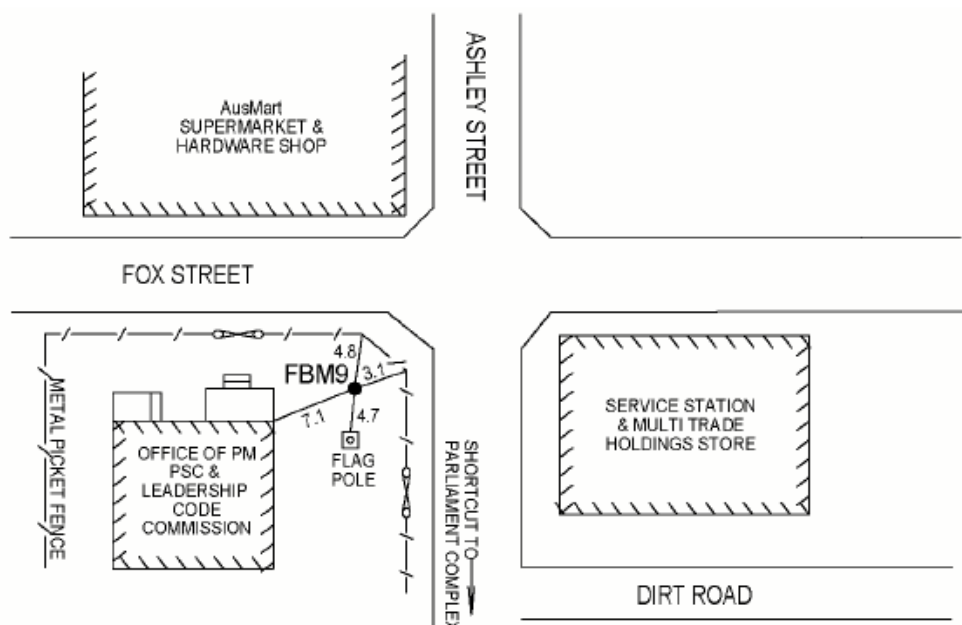 ASHLEY STREET
AusMart
SUPERMARKET &
HARDWARE SHOP
FOX STREET
4.8
3.1
FBM9
7.1
4.7
FLAG
POLE
METAL PICKET FENCE
OFFICE OF PM
PSC &
LEADERSHIP
CODE
COMMISSION
SHORTCUT TO
PARLIAMENT COMPLEX
SERVICE STATION
& MULTI TRADE
HOLDINGS STORE
DIRT ROAD